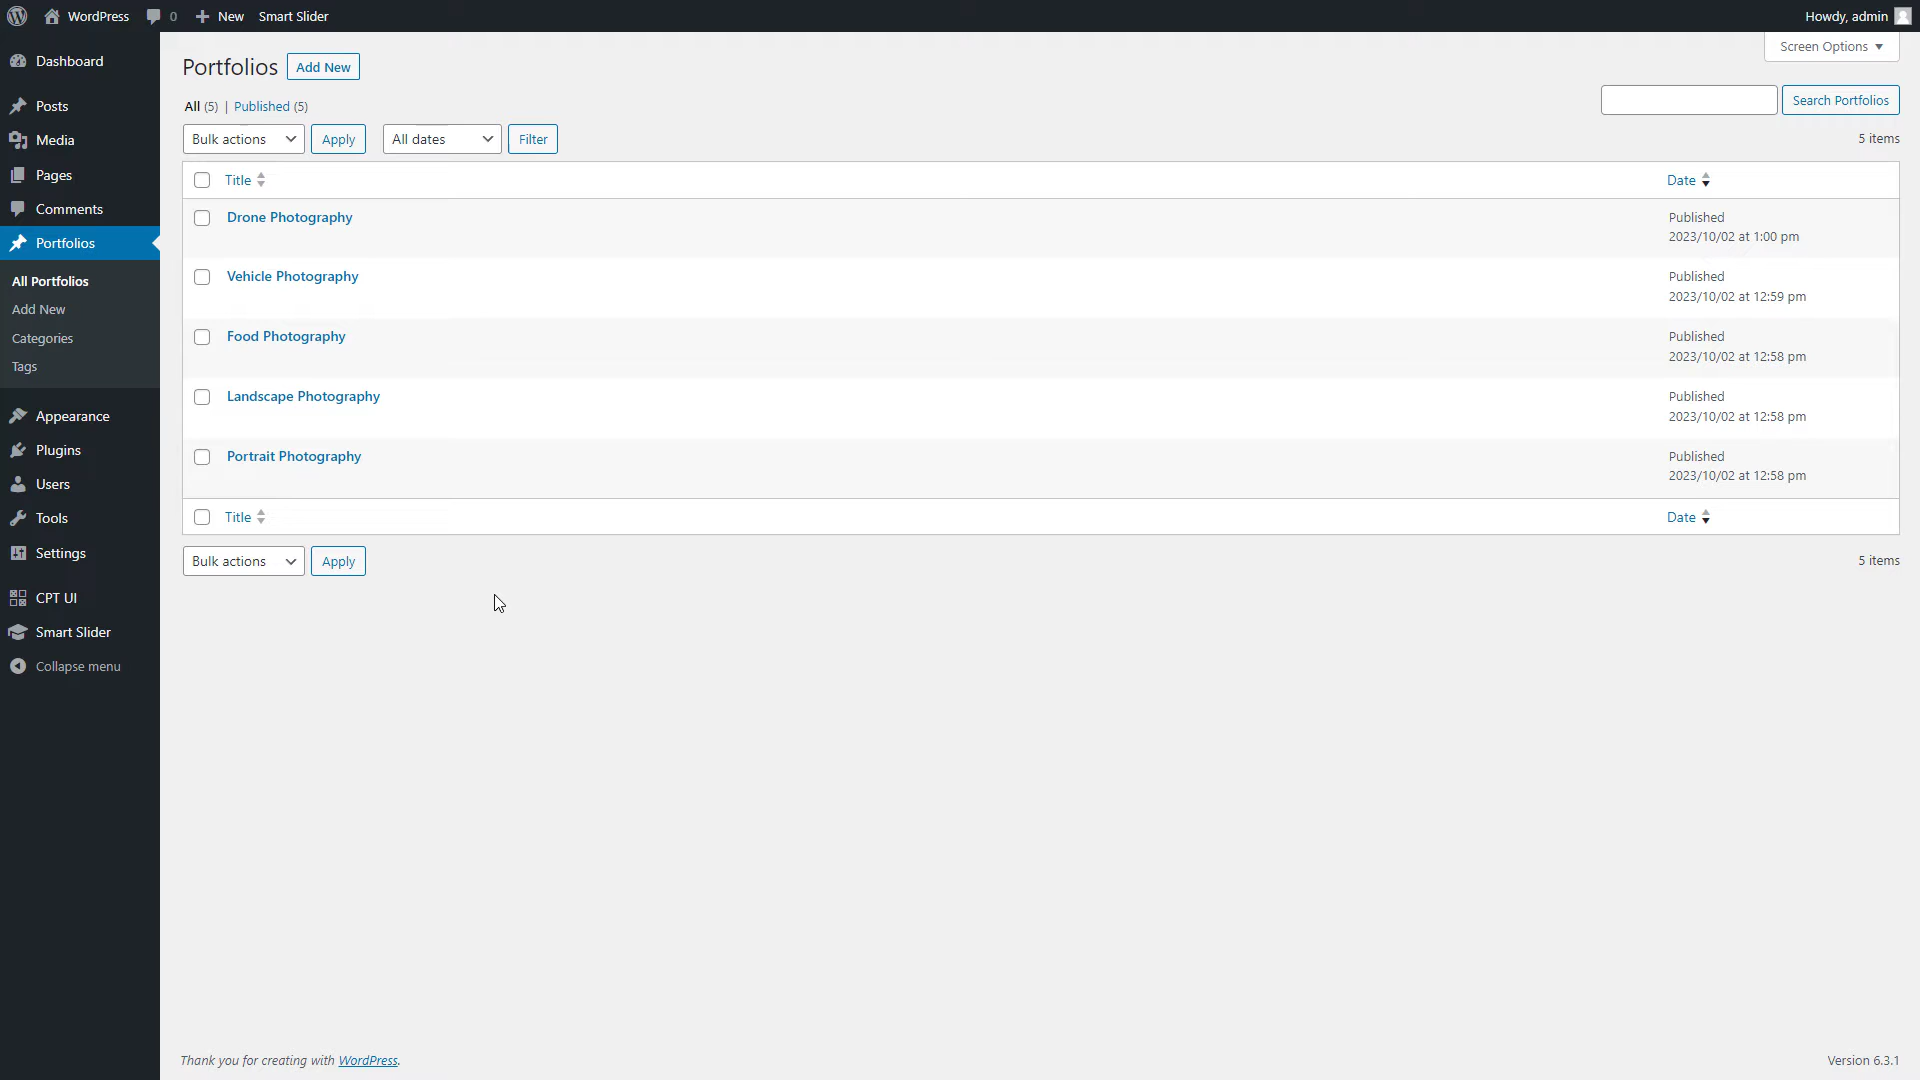 WordPress 0 New Smart Slider Howdy, admin
Screen Options
Dashboard
Posts
Media
Pages
Comments
Portfolios
All Portfolios
Add New
Categories
Tags
Appearance
Plugins
Users
Tools
Settings
CPT UI
Smart Slider
Collapse menu
Portfolios Add New
All (5) | Published (5)
Search Portfolios
Bulk actions Apply All dates Filter 5 items
Title Date
Drone Photography Published
2023/10/02 at 1:00 pm
Vehicle Photography Published
2023/10/02 at 12:59 pm
Food Photography Published
2023/10/02 at 12:58 pm
Landscape Photography Published
2023/10/02 at 12:58 pm
Portrait Photography Published
2023/10/02 at 12:58 pm
Title Date
Bulk actions Apply 5 items
Thank you for creating with WordPress. Version 6.3.1